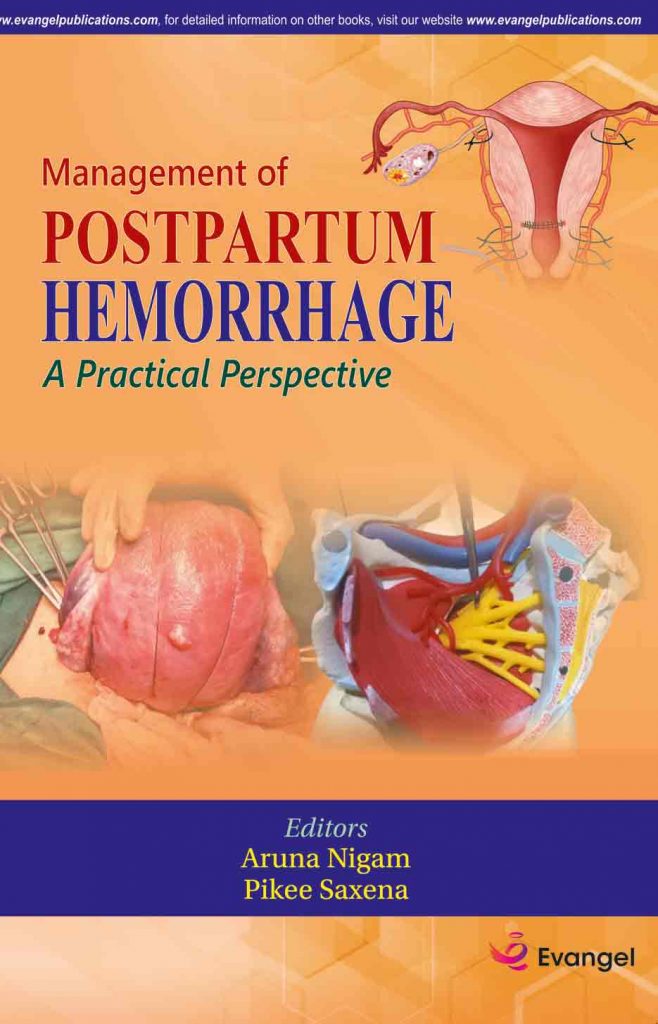 w.evangelpublications.com, for detailed information on other books, visit our website www.evangelpublications.com
Management of
POSTPARTUM
HEMORRHAGE
A Practical Perspective
Editors
Aruna Nigam
Pikee Saxena
Evangel